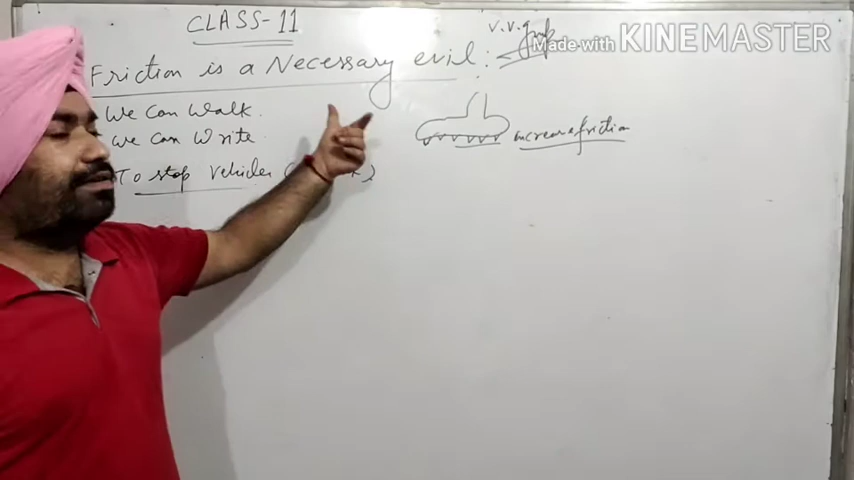 CLASS-11
V.V.
Friction is a Necessary evil:
We Can Walk.
We can Write
To stop Vehicles
increase friction
Made with KINEMASTER